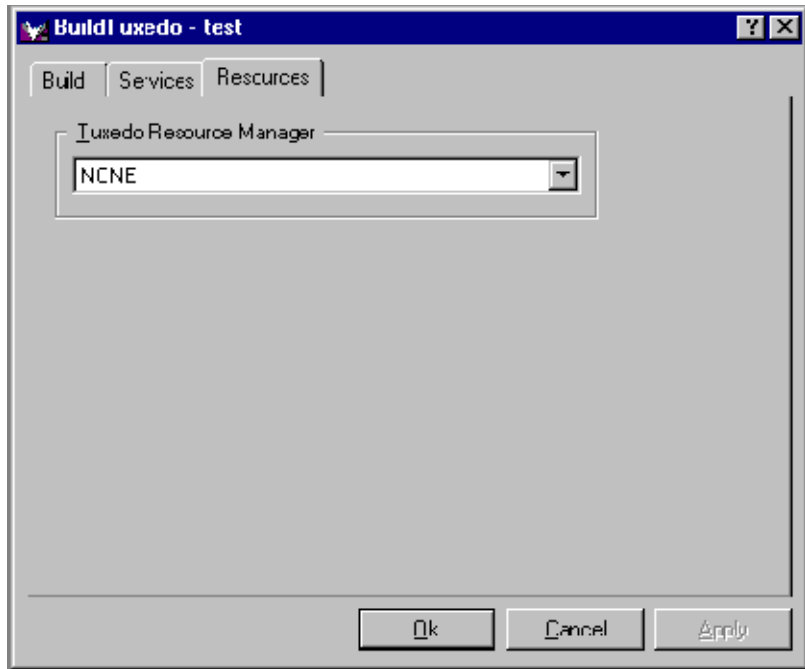 BuildTuxedo - test
Build Services Resources
Tuxedo Resource Manager
NONE
Ok Cancel Apply